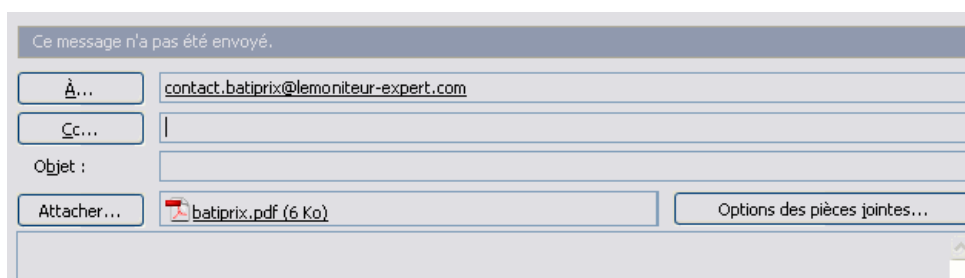 Ce message n'a pas été envoyé.
À... contact.batiprix@lemoniteur-expert.com
Cc...
Objet :
Attacher... batiprix.pdf (6 Ko) Options des pièces jointes...